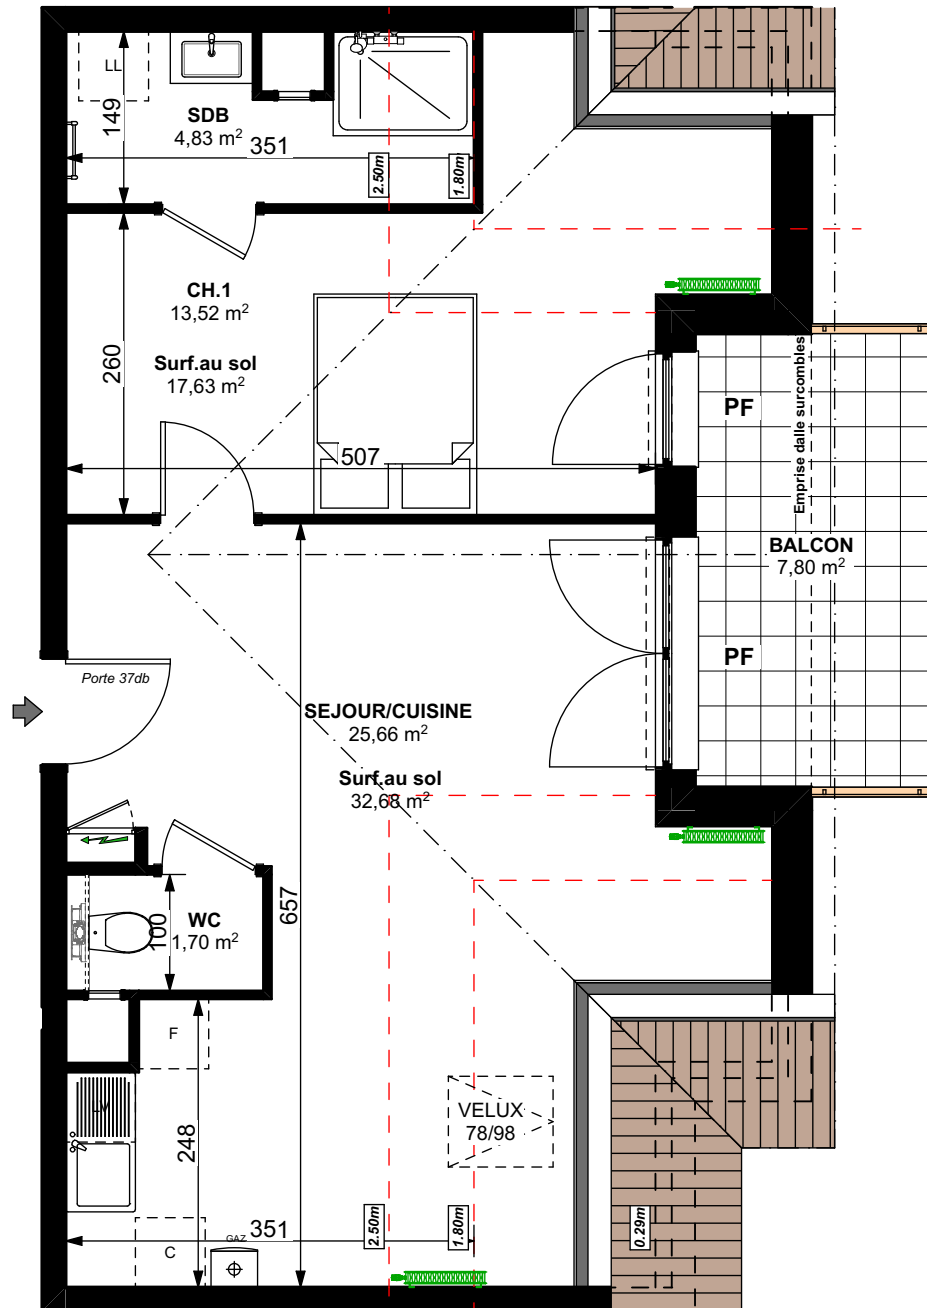 LL
SDB
4,83 m²
149
351
2.50m
1.80m
CH.1
13,52 m²
260
Surf.au sol
17,63 m²
507
PF
Emprise dalle surcombles
BALCON
7,80 m²
PF
Porte 37db
SEJOUR/CUISINE
25,66 m²
Surf.au sol
32,68 m²
657
WC
1,70 m²
100
F
LV
248
VELUX
78/98
351
GAZ
C
2.50m
1.80m
0.29m